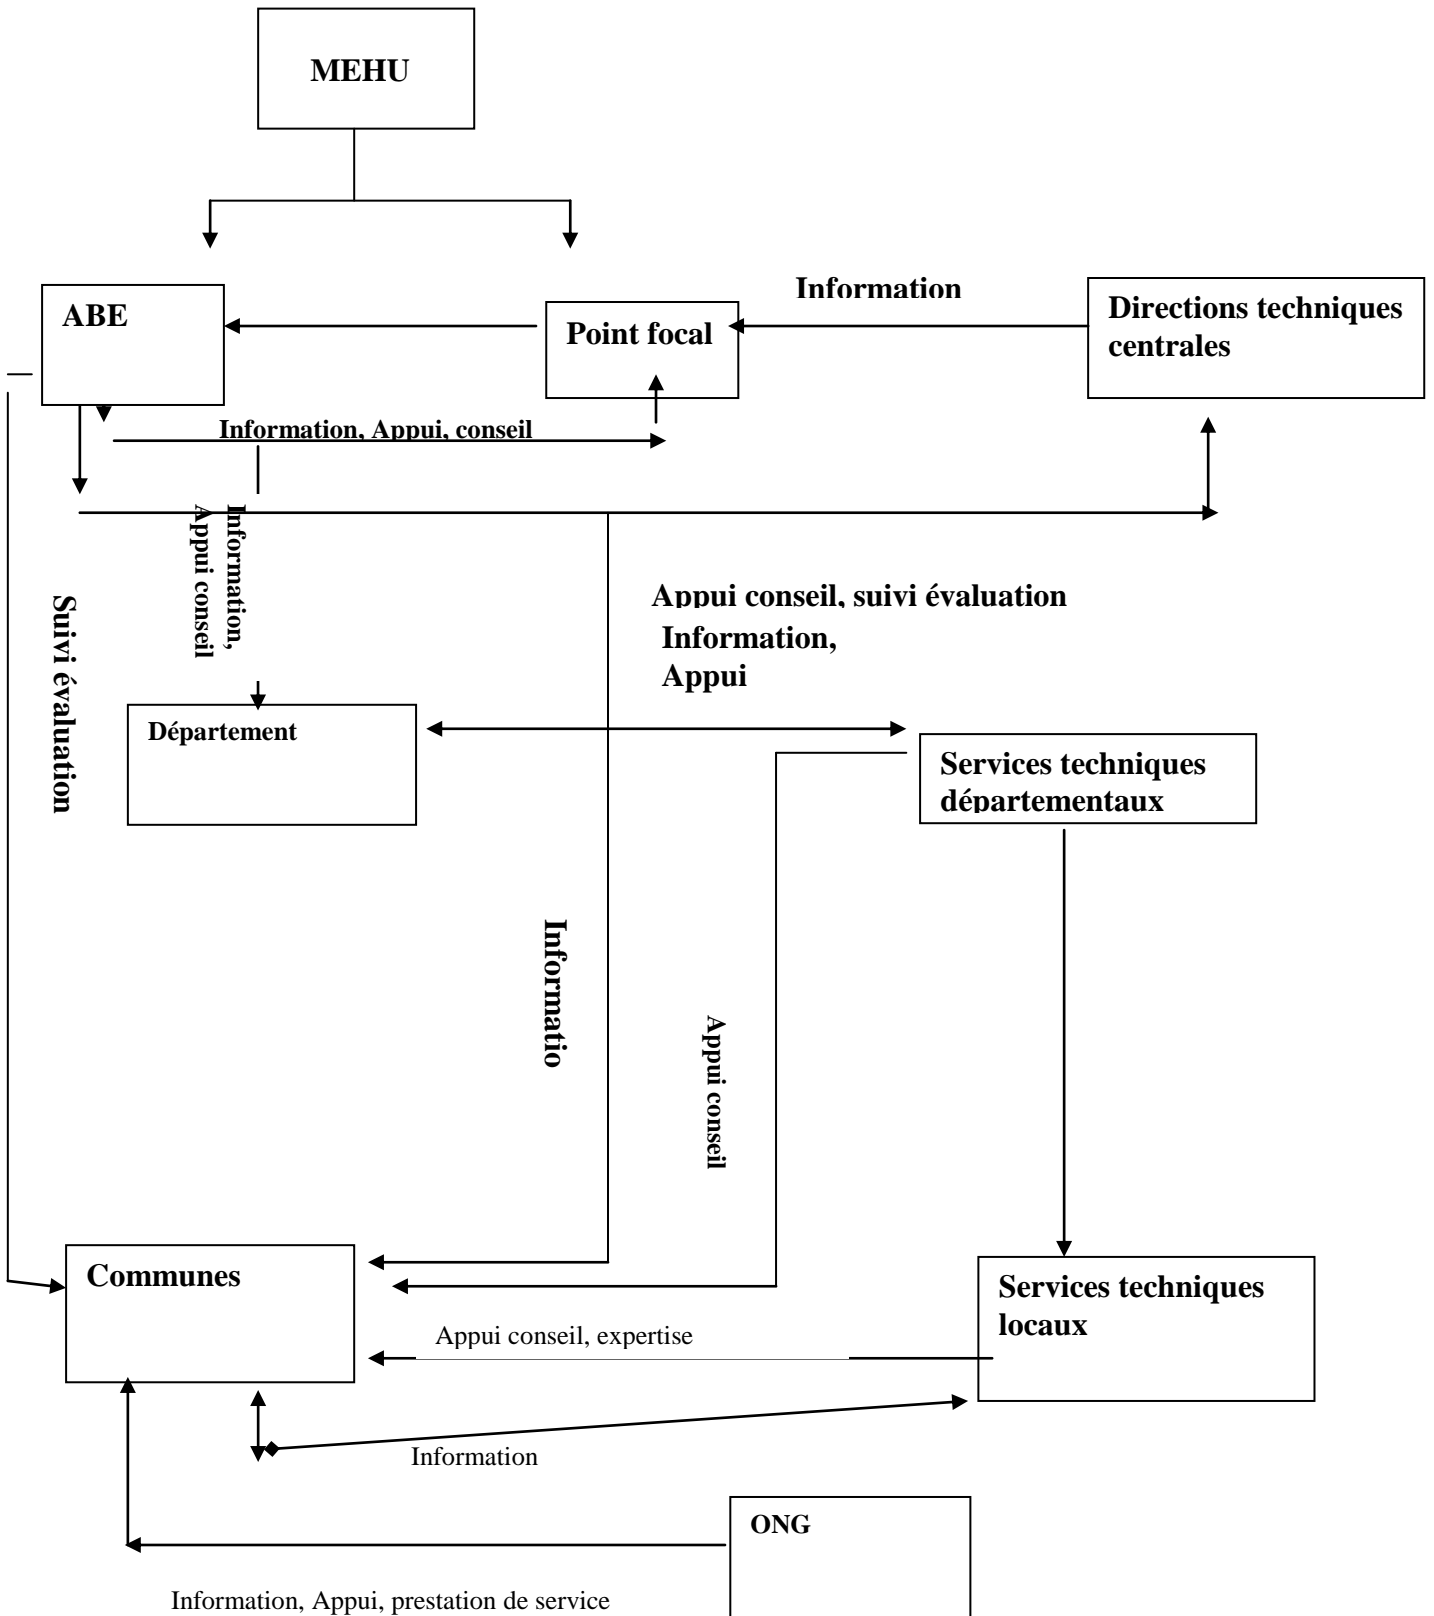 MEHU
Information
ABE
Point focal
Directions techniques
centrales
Information, Appui, conseil
Information,
Appui conseil
Suivi évaluation
Appui conseil, suivi évaluation
Information,
Appui
Département
Services techniques
départementaux
Informatio
Appui conseil
Communes
Services techniques
locaux
Appui conseil, expertise
Information
ONG
Information, Appui, prestation de service